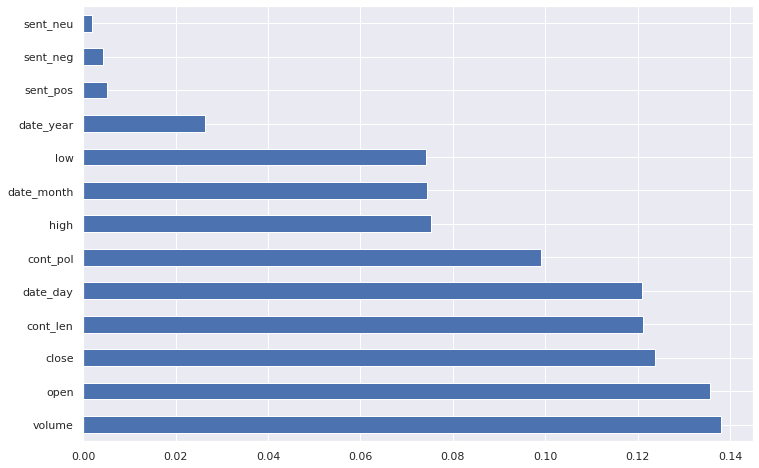 sent_neu
sent_neg
sent_pos
date_year
low
date_month
high
cont_pol
date_day
cont_len
close
open
volume
0.00 0.02 0.04 0.06 0.08 0.10 0.12 0.14